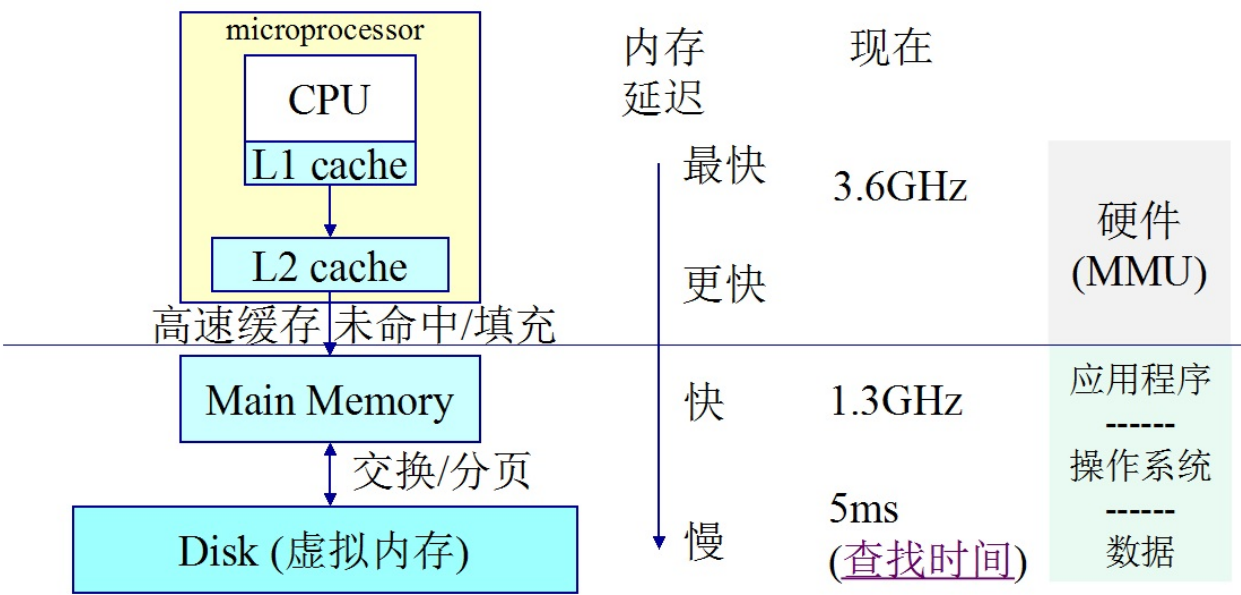 microprocessor
CPU
L1 cache
L2 cache
高速缓存 未命中/填充
Main Memory
交换/分页
Disk (虚拟内存)
内存
延迟
最快
更快
快
慢
现在
3.6GHz
1.3GHz
5ms
(查找时间)
硬件
(MMU)
应用程序
------
操作系统
------
数据